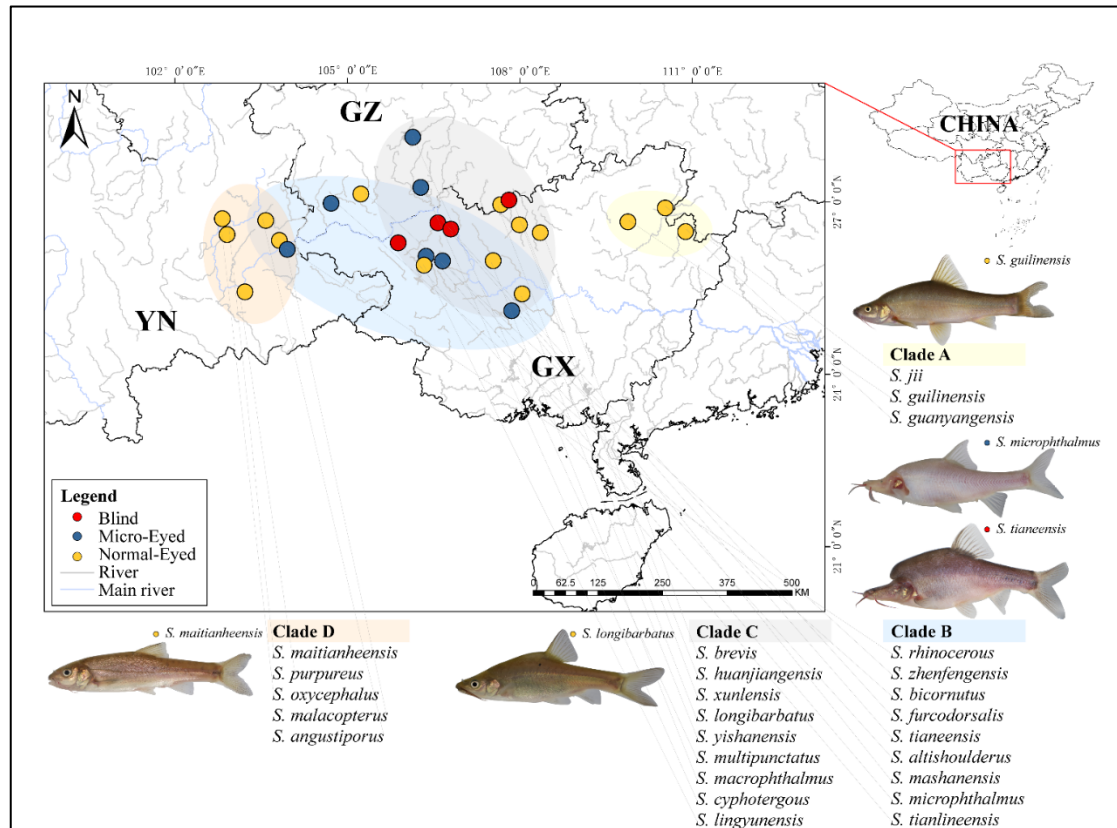 102° 0′0″E
105° 0′0″E
108° 0′0″E
111° 0′0″E
N
GZ
CHINA
27° 0′0″N
YN
GX
21° 0′0″N
21° 0′0″N
Legend
Blind
Micro-Eyed
Normal-Eyed
River
Main river
0 62.5 125 250 375 500
KM
S. guilinensis
Clade A
S. jii
S. guilinensis
S. guanyangensis
S. microphthalmus
S. tianeensis
S. maitianheensis
Clade D
S. maitianheensis
S. purpureus
S. oxycephalus
S. malacopterus
S. angustiporus
S. longibarbatus
Clade C
S. brevis
S. huanjiangensis
S. xunlensis
S. longibarbatus
S. yishanensis
S. multipunctatus
S. macrophthalmus
S. cyphotergous
S. lingyunensis
Clade B
S. rhinocerous
S. zhenfengensis
S. bicornutus
S. furcodorsalis
S. tianeensis
S. altishoulderus
S. mashanensis
S. microphthalmus
S. tianlineensis